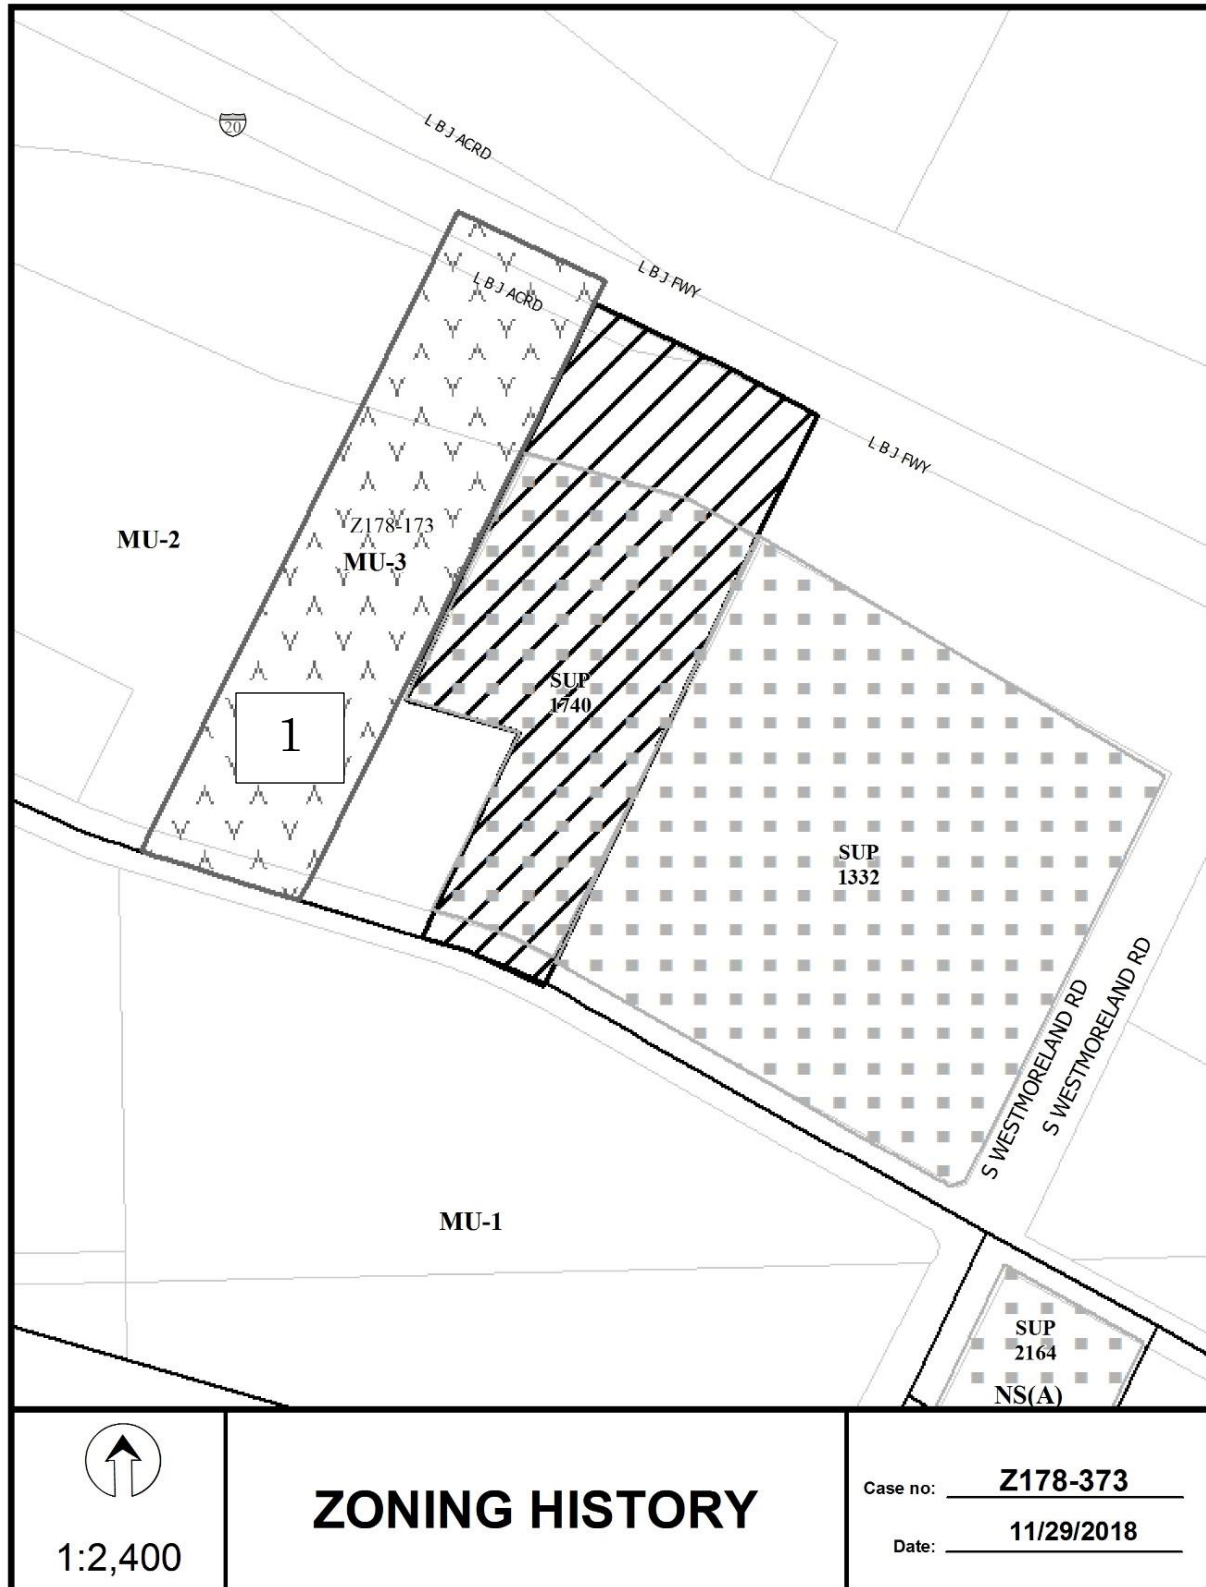 20
L B J ACRD
L B J FWY
L B J ACRD
L B J FWY
Z178-173
MU-2
MU-3
SUP
1740
1
SUP
1332
S WESTMORELAND RD
S WESTMORELAND RD
MU-1
SUP
2164
NS(A)
1:2,400
ZONING HISTORY
Case no: Z178-373
Date: 11/29/2018